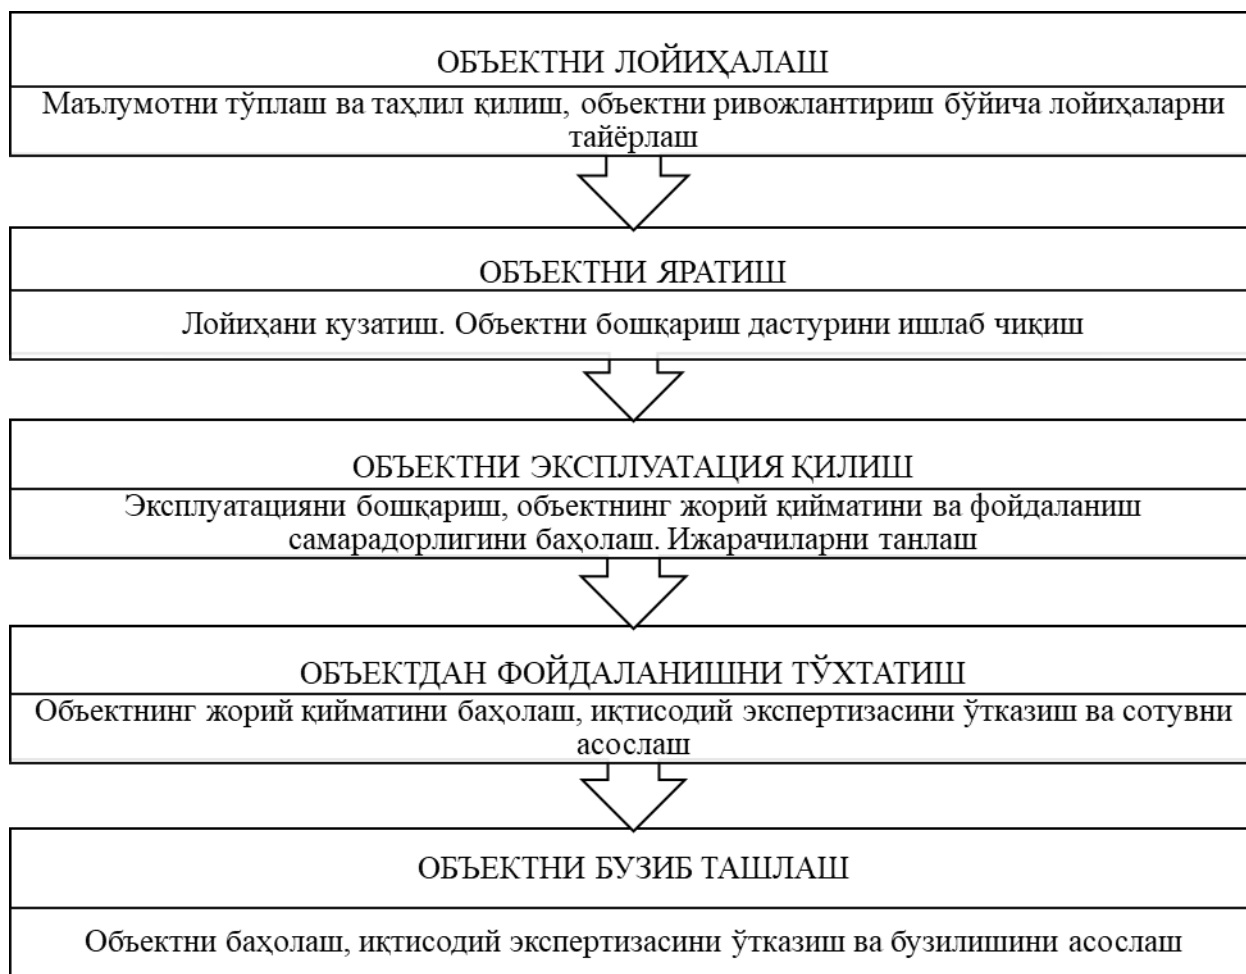 ОБЪЕКТНИ ЛОЙИҲАЛАШ
Маълумотни тўплаш ва таҳлил қилиш, объектни ривожлантириш бўйича лойиҳаларни
тайёрлаш
ОБЪЕКТНИ ЯРАТИШ
Лойиҳани кузатиш. Объектни бошқариш дастурини ишлаб чиқиш
ОБЪЕКТНИ ЭКСПЛУАТАЦИЯ ҚИЛИШ
Эксплуатацияни бошқариш, объектнинг жорий қийматини ва фойдаланиш
самарадорлигини баҳолаш. Ижарачиларни танлаш
ОБЪЕКТДАН ФОЙДАЛАНИШНИ ТЎХТАТИШ
Объектнинг жорий қийматини баҳолаш, иқтисодий экспертизасини ўтказиш ва сотувни
асослаш
ОБЪЕКТНИ БУЗИБ ТАШЛАШ
Объектни баҳолаш, иқтисодий экспертизасини ўтказиш ва бузилишини асослаш